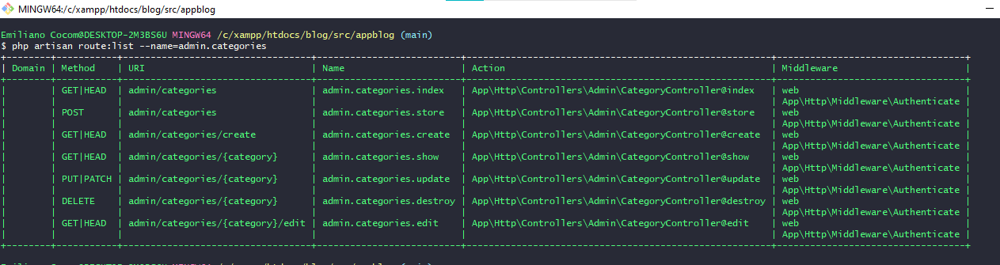 MINGW64:/c/xampp/htdocs/blog/src/appblog
Emiliano Cocom@DESKTOP-2M3BS6U MINGW64 /c/xampp/htdocs/blog/src/appblog (main)
$ php artisan route:list --name=admin.categories
+--------+-----------+--------------------------------+--------------------------+----------------------------------------------------+---------------------------------+
| Domain | Method | URI | Name | Action | Middleware |
+--------+-----------+--------------------------------+--------------------------+----------------------------------------------------+---------------------------------+
| | GET|HEAD | admin/categories | admin.categories.index | App\Http\Controllers\Admin\CategoryController@index | web |
| | | | | | App\Http\Middleware\Authenticate |
| | POST | admin/categories | admin.categories.store | App\Http\Controllers\Admin\CategoryController@store | web |
| | | | | | App\Http\Middleware\Authenticate |
| | GET|HEAD | admin/categories/create | admin.categories.create | App\Http\Controllers\Admin\CategoryController@create | web |
| | | | | | App\Http\Middleware\Authenticate |
| | GET|HEAD | admin/categories/{category} | admin.categories.show | App\Http\Controllers\Admin\CategoryController@show | web |
| | | | | | App\Http\Middleware\Authenticate |
| | PUT|PATCH | admin/categories/{category} | admin.categories.update | App\Http\Controllers\Admin\CategoryController@update | web |
| | | | | | App\Http\Middleware\Authenticate |
| | DELETE | admin/categories/{category} | admin.categories.destroy | App\Http\Controllers\Admin\CategoryController@destroy | web |
| | | | | | App\Http\Middleware\Authenticate |
| | GET|HEAD | admin/categories/{category}/edit | admin.categories.edit | App\Http\Controllers\Admin\CategoryController@edit | web |
| | | | | | App\Http\Middleware\Authenticate |
+--------+-----------+--------------------------------+--------------------------+----------------------------------------------------+---------------------------------+